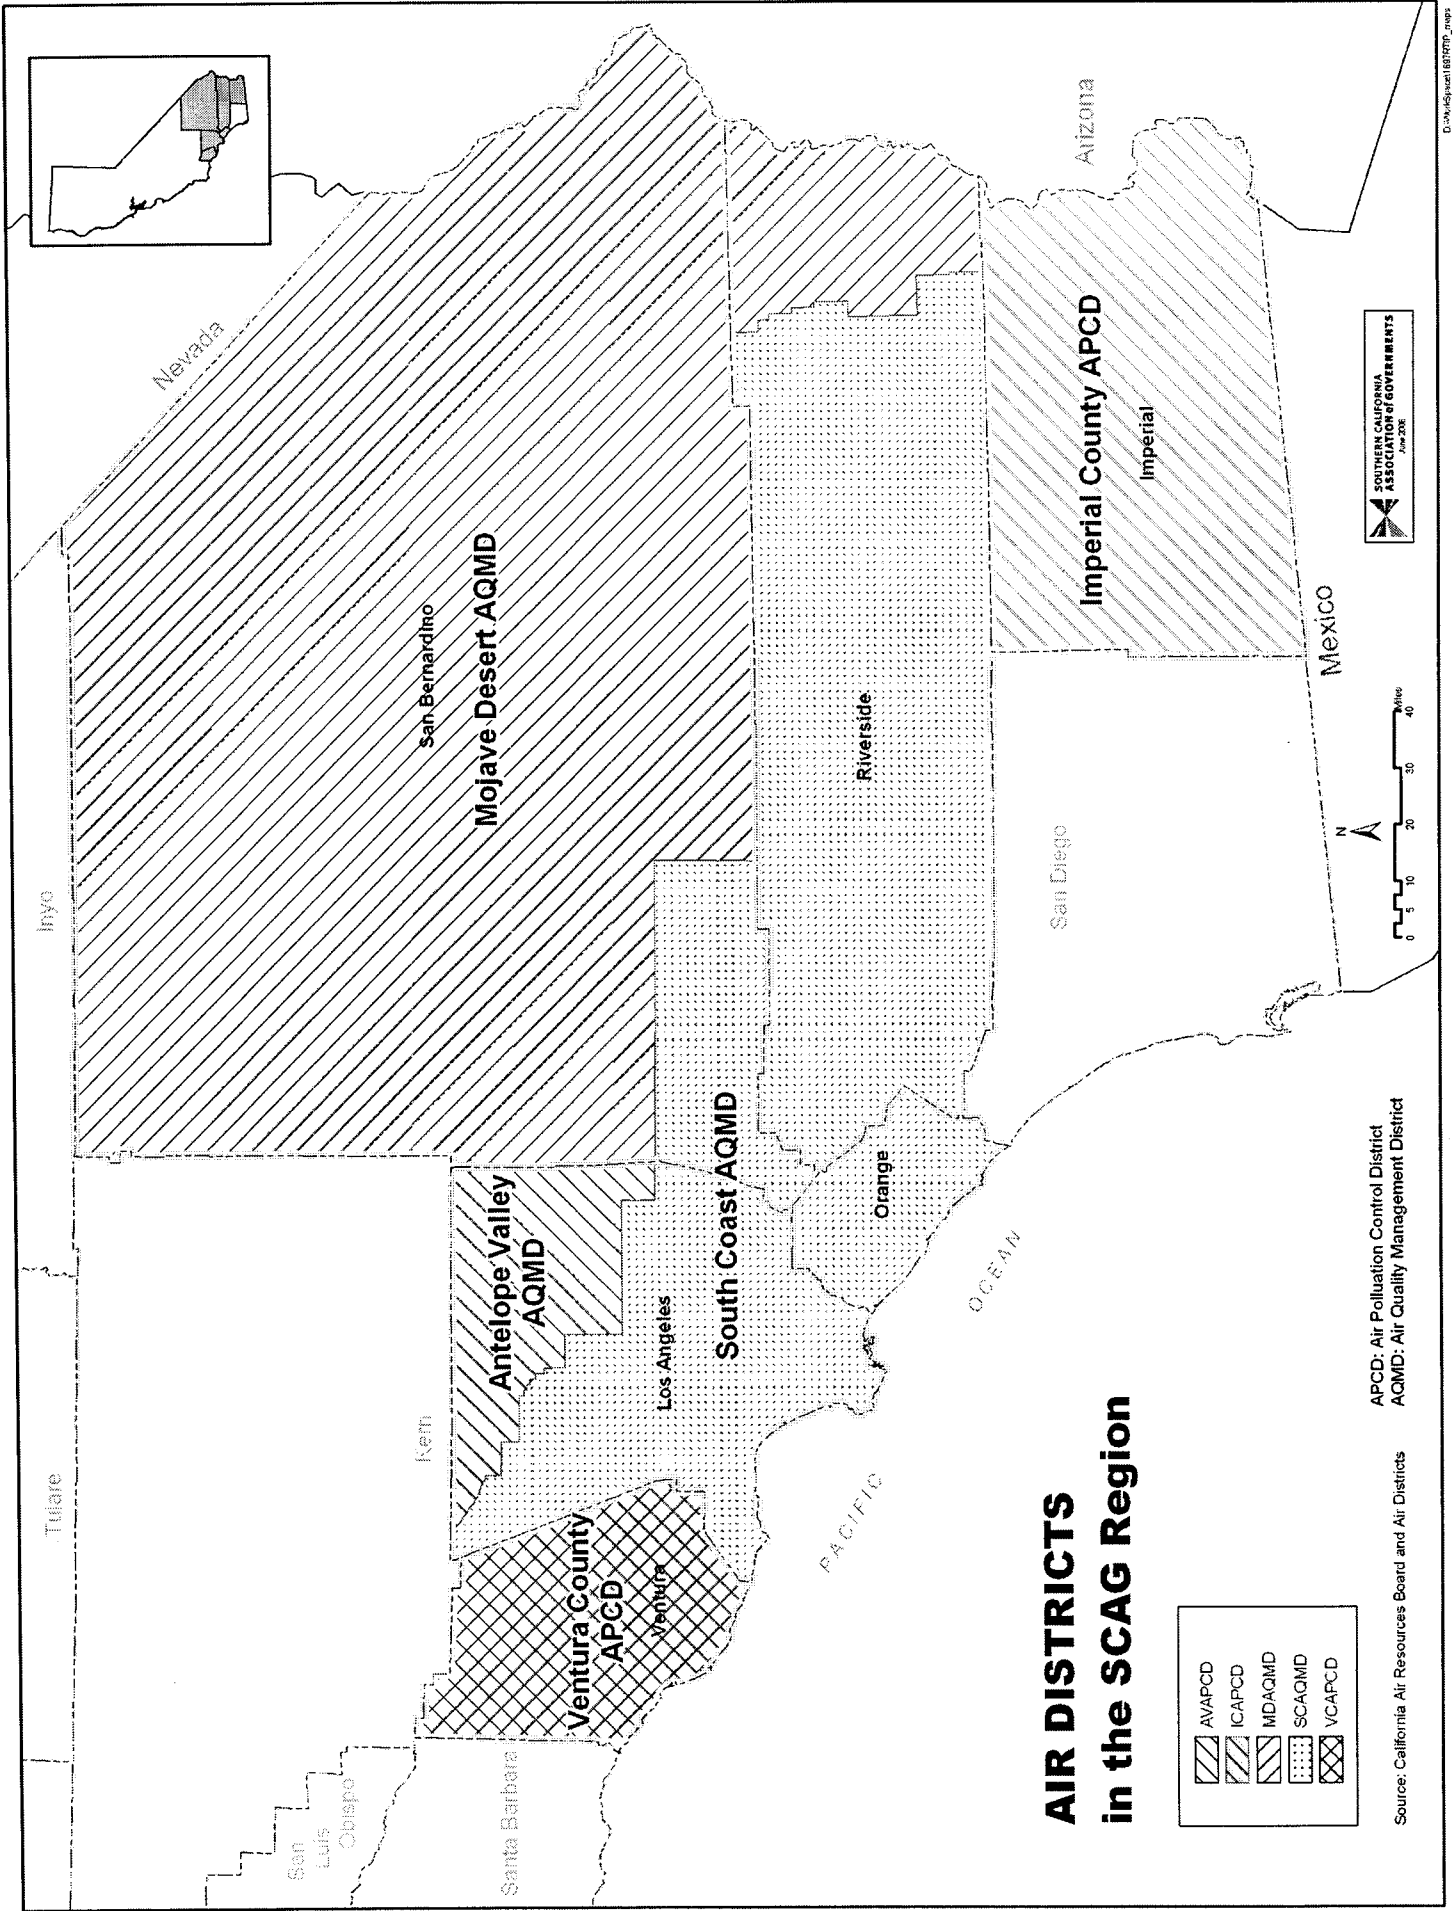 Nevada
Arizona
Inyo
San Bernardino
Mojave Desert AQMD
Riverside
Imperial County APCD
Imperial
Mexico
San Diego
Tulare
Kern
Antelope Valley
AQMD
Los Angeles
South Coast AQMD
Orange
Ventura County
APCD
Ventura
San
Luis
Obispo
Santa Barbara
PACIFIC
OCEAN
AIR DISTRICTS
in the SCAG Region
AVAPCD
ICAPCD
MDAQMD
SCAQMD
VCAPCD
Source: California Air Resources Board and Air Districts
APCD: Air Polluation Control District
AQMD: Air Quality Management District
N
0 5 10 20 30 40
Miles
SOUTHERN CALIFORNIA
ASSOCIATION of GOVERNMENTS
June 2006